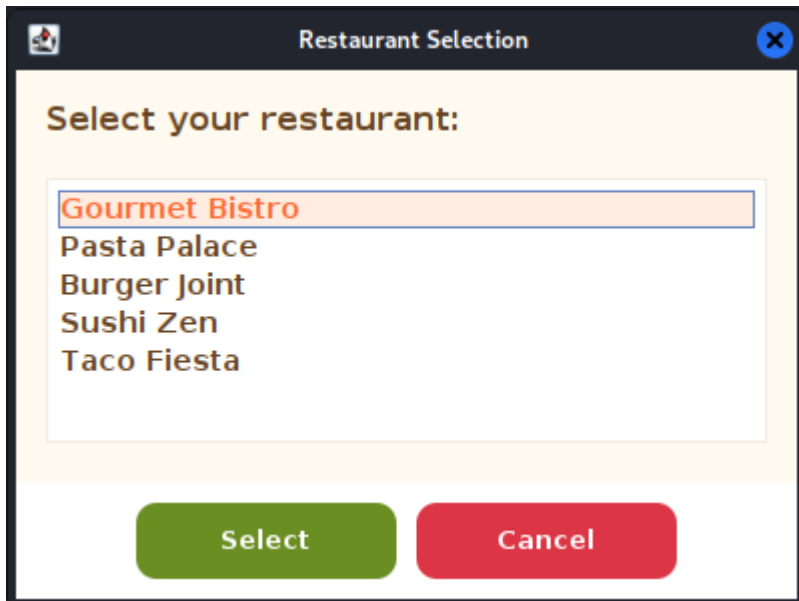 Restaurant Selection
Select your restaurant:
Gourmet Bistro
Pasta Palace
Burger Joint
Sushi Zen
Taco Fiesta
Select
Cancel